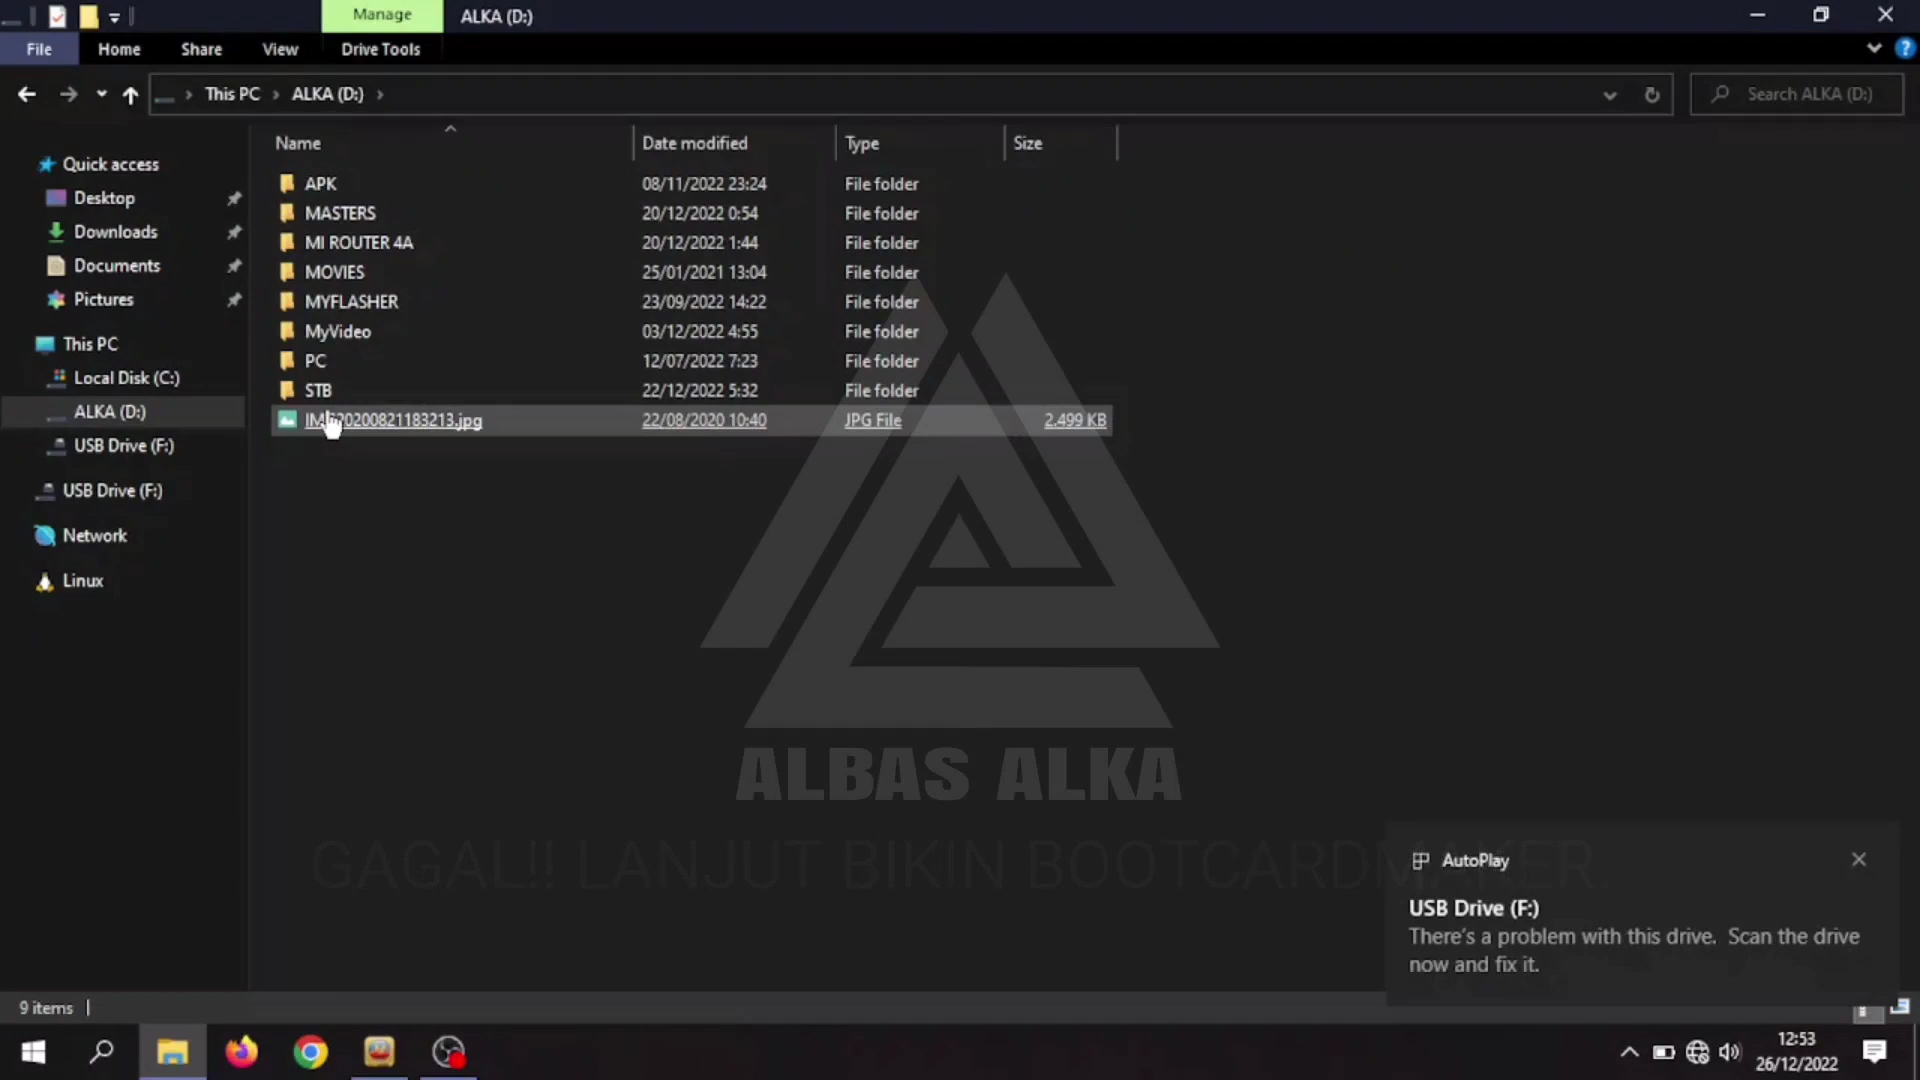 Manage
ALKA (D:)
File
Home
Share
View
Drive Tools
This PC
ALKA (D:)
Search ALKA (D:)
Name
Date modified
Type
Size
Quick access
Desktop
Downloads
Documents
Pictures
This PC
Local Disk (C:)
ALKA (D:)
USB Drive (F:)
USB Drive (F:)
Network
Linux
APK 08/11/2022 23:24 File folder
MASTERS 20/12/2022 0:54 File folder
MI ROUTER 4A 20/12/2022 1:44 File folder
MOVIES 25/01/2021 13:04 File folder
MYFLASHER 23/09/2022 14:22 File folder
MyVideo 03/12/2022 4:55 File folder
PC 12/07/2022 7:23 File folder
STB 22/12/2022 5:32 File folder
22/08/2020 10:40 JPG File 2.499 KB
ALBAS ALKA
GAGAL!! LANJUT BIKIN BOOTCARDMAKER.
AutoPlay
USB Drive (F:)
There's a problem with this drive. Scan the drive
now and fix it.
9 items
12:53
26/12/2022